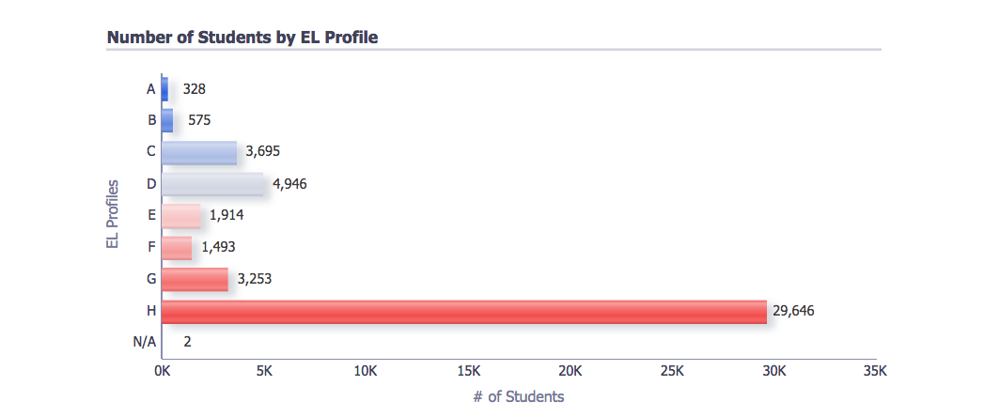 Number of Students by EL Profile
A 328
B 575
C 3,695
D 4,946
E 1,914
F 1,493
G 3,253
H 29,646
N/A 2
EL Profiles
0K 5K 10K 15K 20K 25K 30K 35K
# of Students